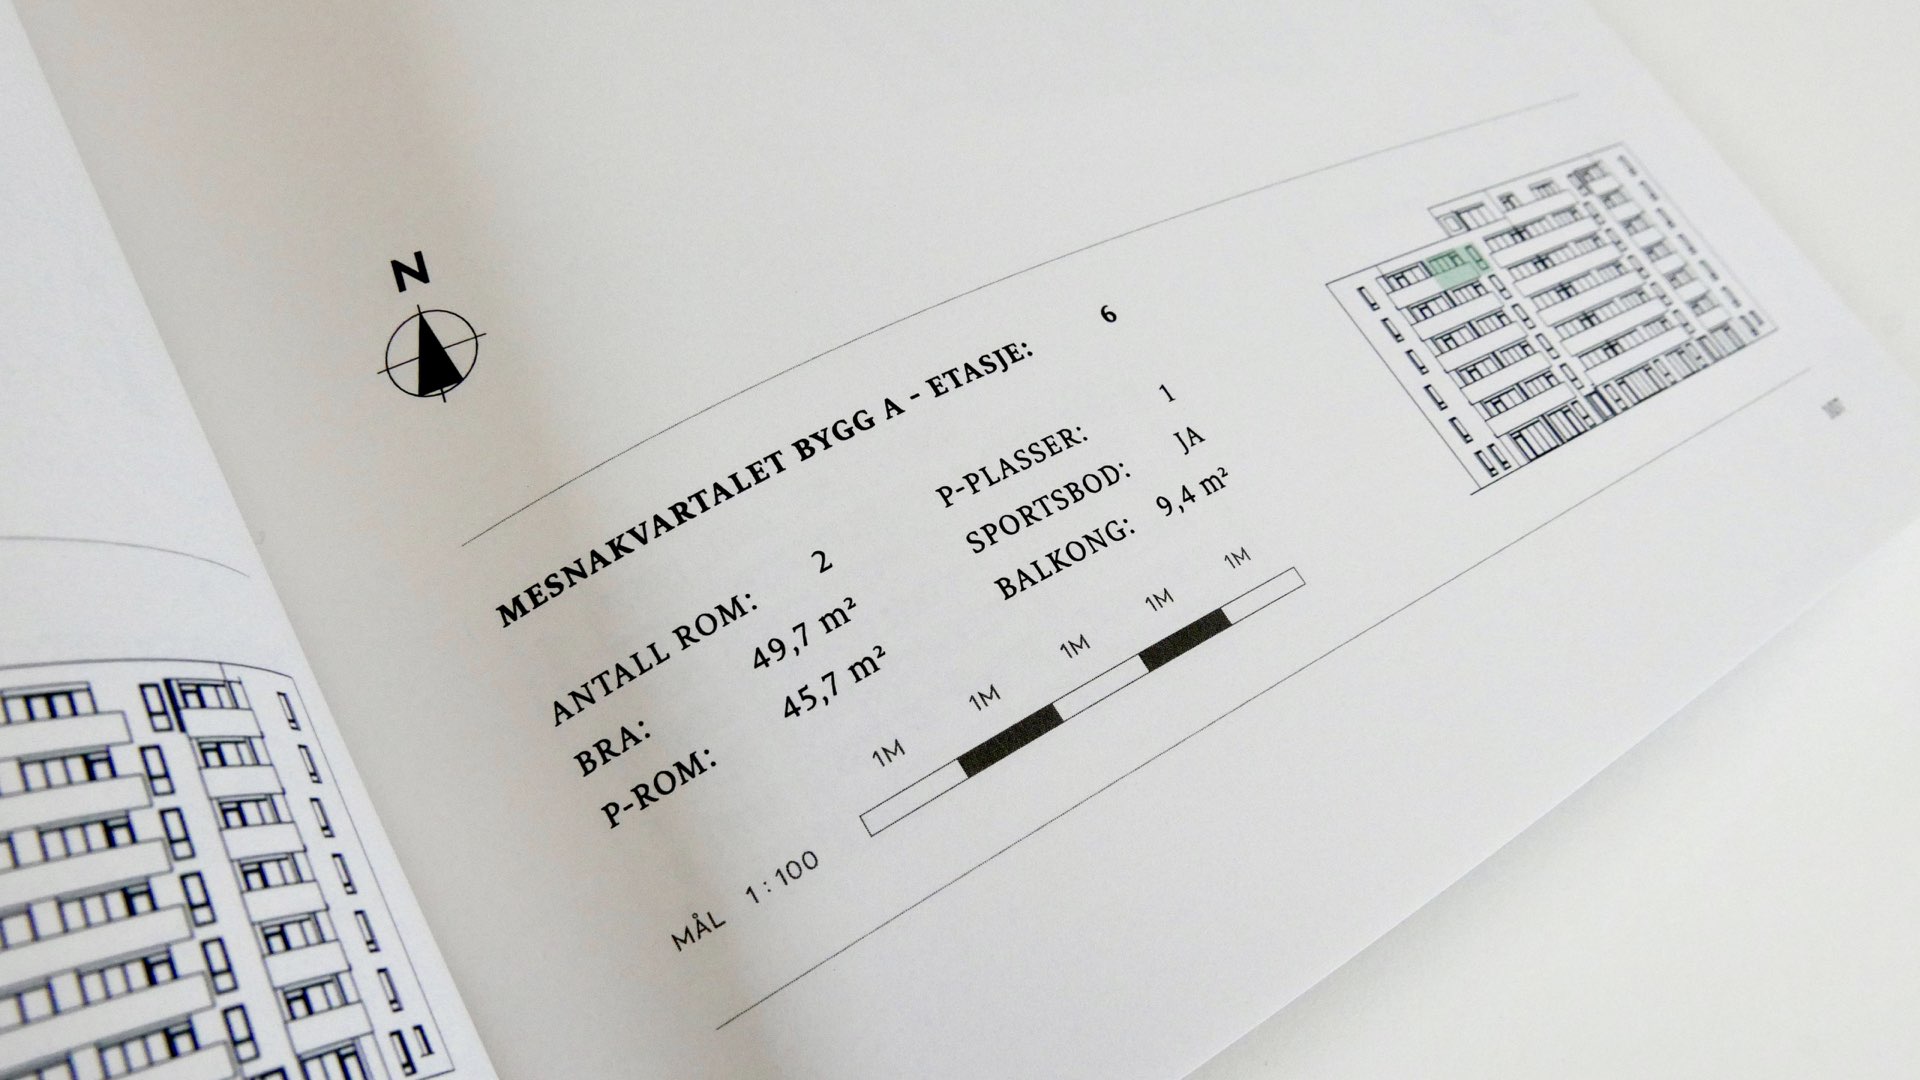 N
MESNAKVARTALET BYGG A - ETASJE: 6
ANTALL ROM: 2
BRA: 49,7 m²
P-ROM: 45,7 m²
P-PLASSER: 1
SPORTSBOD: JA
BALKONG: 9,4 m²
MÅL 1 : 100
1M 1M 1M 1M 1M